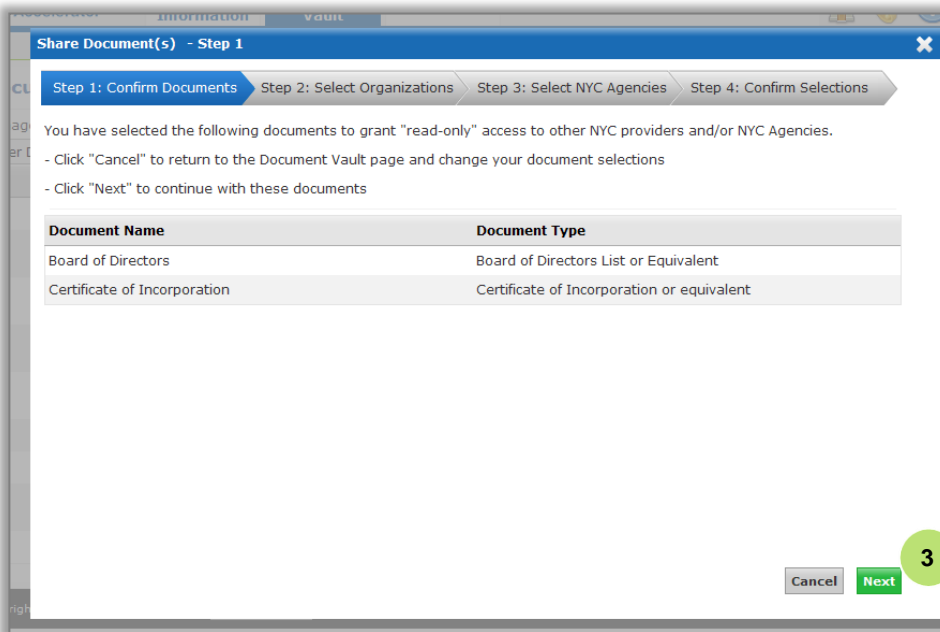 Information Vault
Share Document(s) - Step 1
Step 1: Confirm Documents Step 2: Select Organizations Step 3: Select NYC Agencies Step 4: Confirm Selections
You have selected the following documents to grant "read-only" access to other NYC providers and/or NYC Agencies.
- Click "Cancel" to return to the Document Vault page and change your document selections
- Click "Next" to continue with these documents
Document Name Document Type
Board of Directors Board of Directors List or Equivalent
Certificate of Incorporation Certificate of Incorporation or equivalent
3
Cancel Next